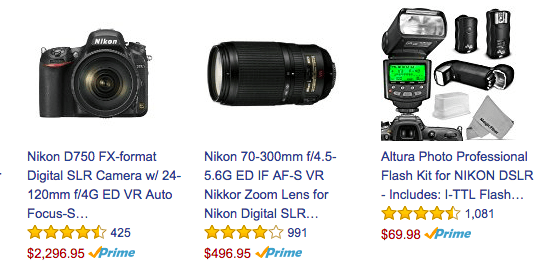 Nikon
Nikon D750 FX-format
Digital SLR Camera w/ 24-
120mm f/4G ED VR Auto
Focus-S...
425
$2,296.95 Prime
Nikon 70-300mm f/4.5-
5.6G ED IF AF-S VR
Nikkor Zoom Lens for
Nikon Digital SLR...
991
$496.95 Prime
Altura Photo Professional
Flash Kit for NIKON DSLR
- Includes: I-TTL Flash...
1,081
$69.98 Prime